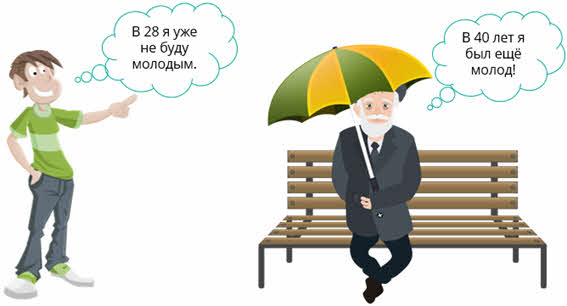 В 28 я уже
не буду
молодым.
В 40 лет я
был ещё
молод!